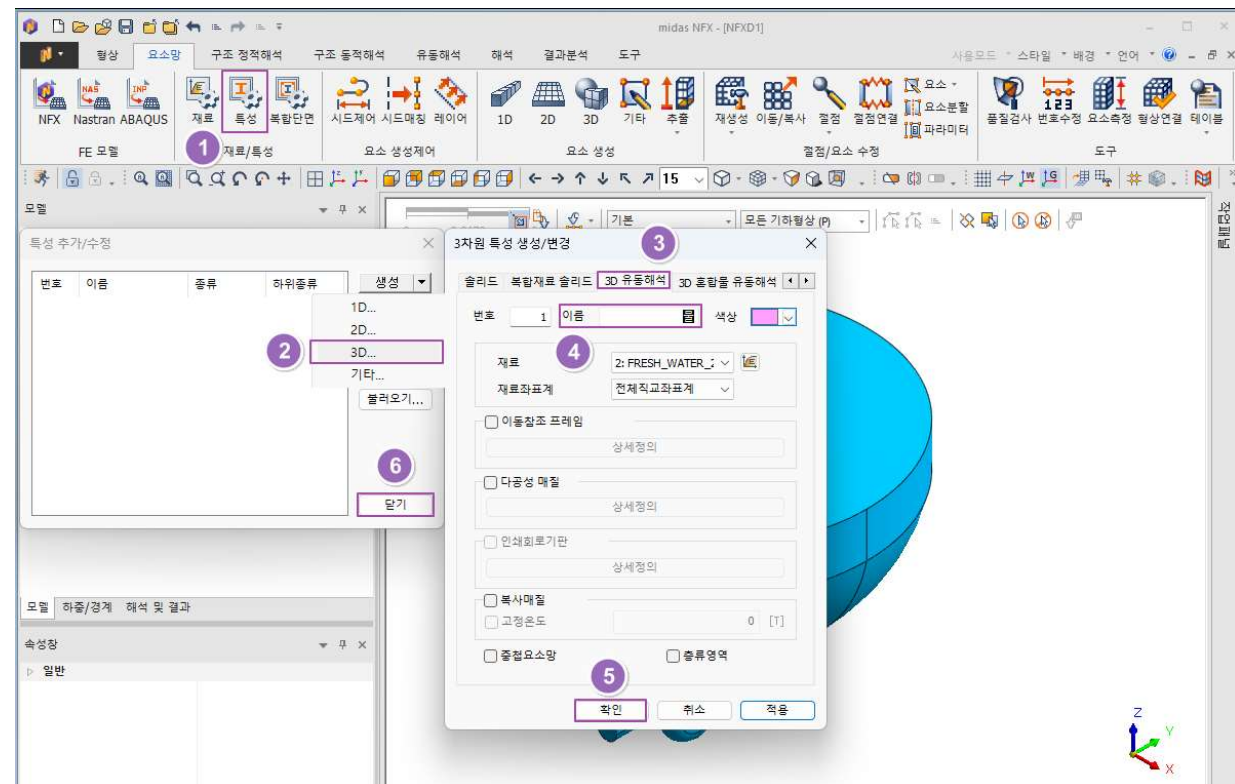 midas NFX - [NFXD1]
형상 요소망 구조 정적해석 구조 동적해석 유동해석 해석 결과분석 도구
사용모드 스타일 배경 언어
NAS INP
요소
123
요소분할
NFX Nastran ABAQUS 재료 특성 복합단면 시드제어 시드매칭 레이어 1D 2D 3D 기타 추출 재생성 이동/복사 절점 절점연결 품질검사 번호수정 요소측정 형상연결 테이블
파라미터
1
FE 모델 재료/특성 요소 생성제어 요소 생성 절점/요소 수정 도구
15
모델
기본 모든 기하형상 (P)
작업패널
특성 추가/수정
3차원 특성 생성/변경
3
번호 이름 종류 하위종류 생성
솔리드 복합재료 솔리드 3D 유동해석 3D 혼합물 유동해석
1D...
2D...
2
3D...
기타...
불러오기...
6
닫기
번호 1 이름 색상
4
재료 2: FRESH_WATER_
재료좌표계 전체직교좌표계
이동참조 프레임
상세정의
다공성 매질
상세정의
인쇄회로기판
상세정의
복사매질
고정온도 0 [T]
중첩요소망 층류영역
5
확인 취소 적용
모델 하중/경계 해석 및 결과
속성창
일반
Z
Y
X